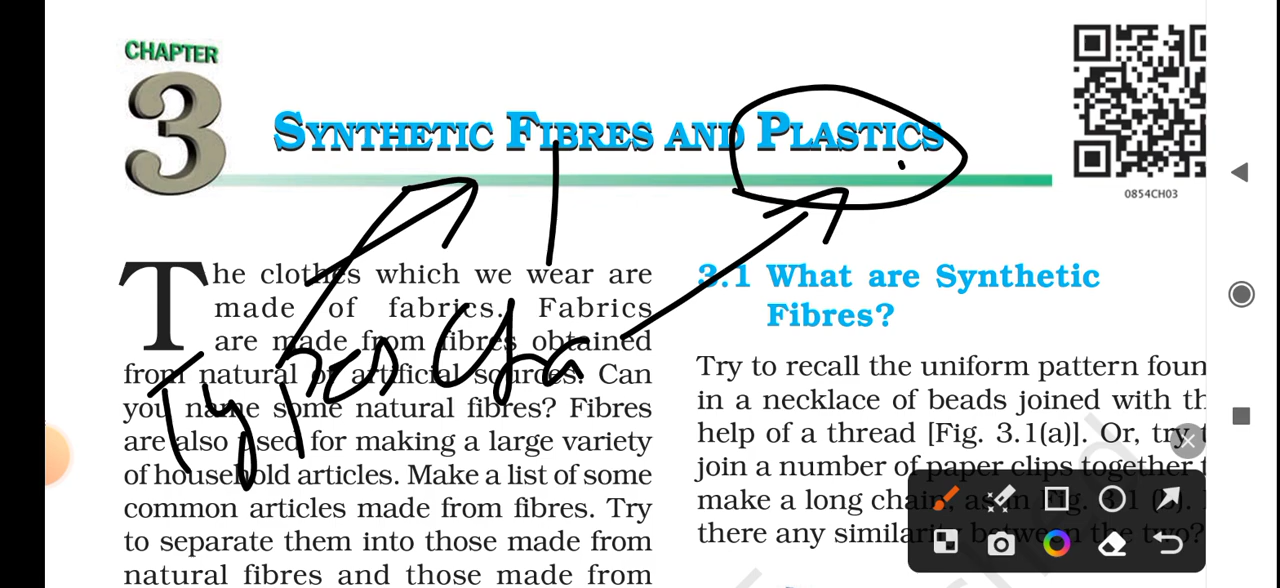 CHAPTER
3
SYNTHETIC FIBRES AND PLASTICS
0854CH03
The clothes which we wear are
made of fabrics. Fabrics
are made from fibres obtained
from natural or artificial sources. Can
you name some natural fibres? Fibres
are also used for making a large variety
of household articles. Make a list of some
common articles made from fibres. Try
to separate them into those made from
natural fibres and those made from
Types Cha
3.1 What are Synthetic
Fibres?
Try to recall the uniform pattern foun
in a necklace of beads joined with th
help of a thread [Fig. 3.1(a)]. Or, try t
join a number of paper clips together t
make a long chain, as in Fig. 3.1 (b). I
there any similarity between the two?